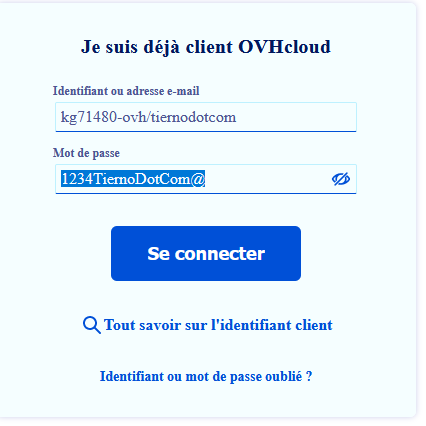 Je suis déjà client OVHcloud
Identifiant ou adresse e-mail
kg71480-ovh/tiernodotcom
Mot de passe
1234TiernoDotCom@
Se connecter
Tout savoir sur l'identifiant client
Identifiant ou mot de passe oublié ?